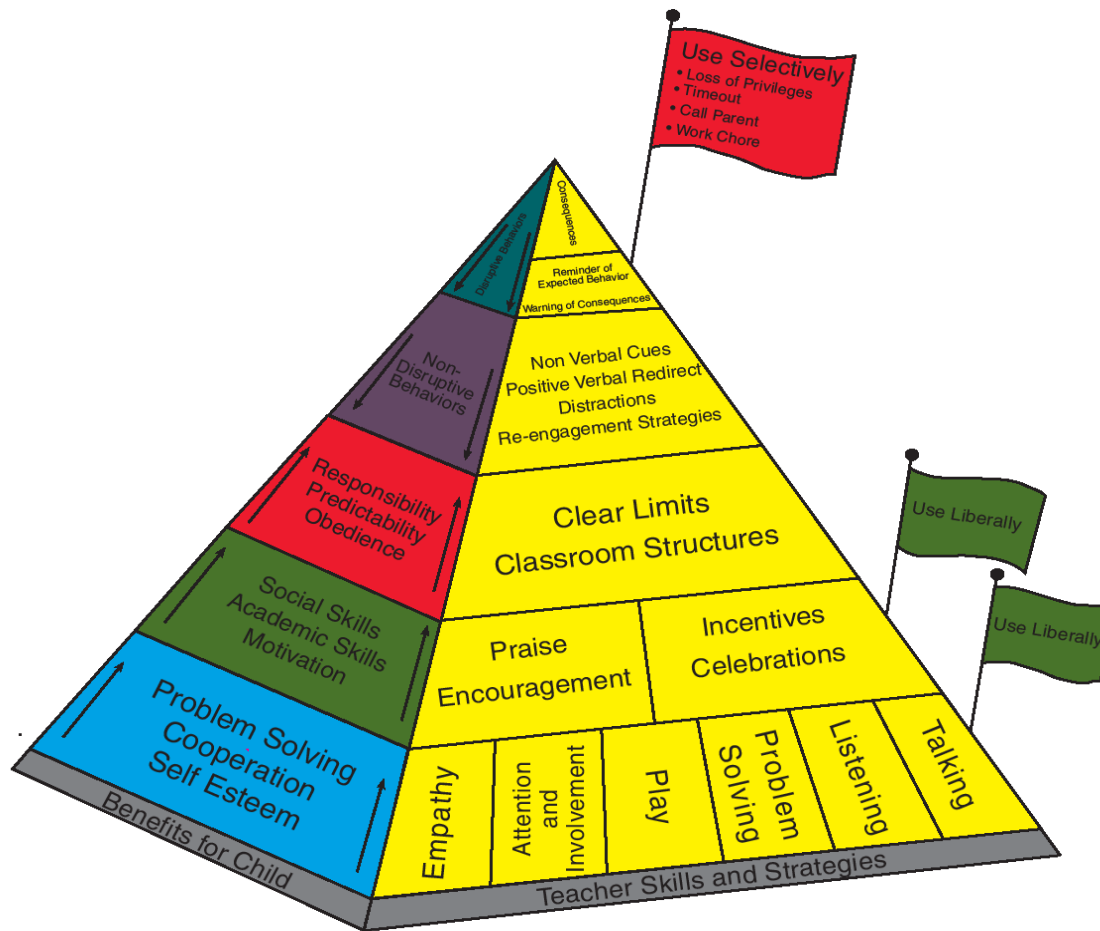 Use Selectively
• Loss of Privileges
• Timeout
• Call Parent
• Work Chore
Consequences
Disruptive Behaviors
Reminder of
Expected Behavior
Warning of Consequences
Non-
Disruptive
Behaviors
Non Verbal Cues
Positive Verbal Redirect
Distractions
Re-engagement Strategies
Responsibility
Predictability
Obedience
Clear Limits
Classroom Structures
Use Liberally
Social Skills
Academic Skills
Motivation
Praise
Encouragement
Incentives
Celebrations
Use Liberally
Problem Solving
Cooperation
Self Esteem
Empathy
Attention
and
Involvement
Play
Problem
Solving
Listening
Talking
Benefits for Child
Teacher Skills and Strategies